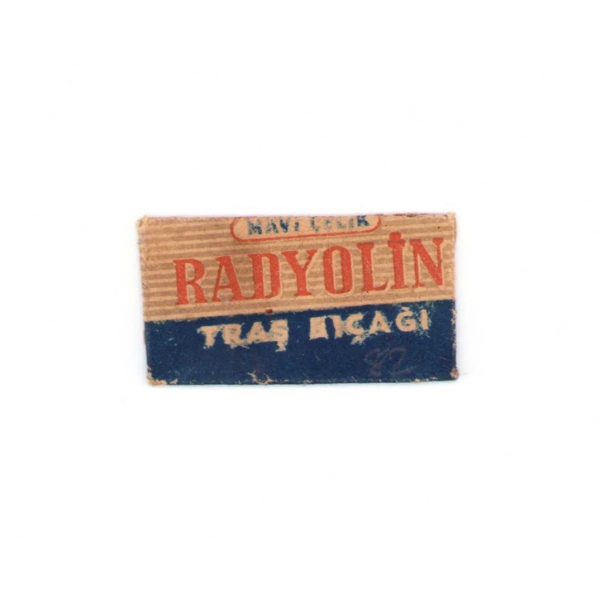 MAVİ ÇELİK
RADYOLİN
TRAŞ BIÇAĞI
82